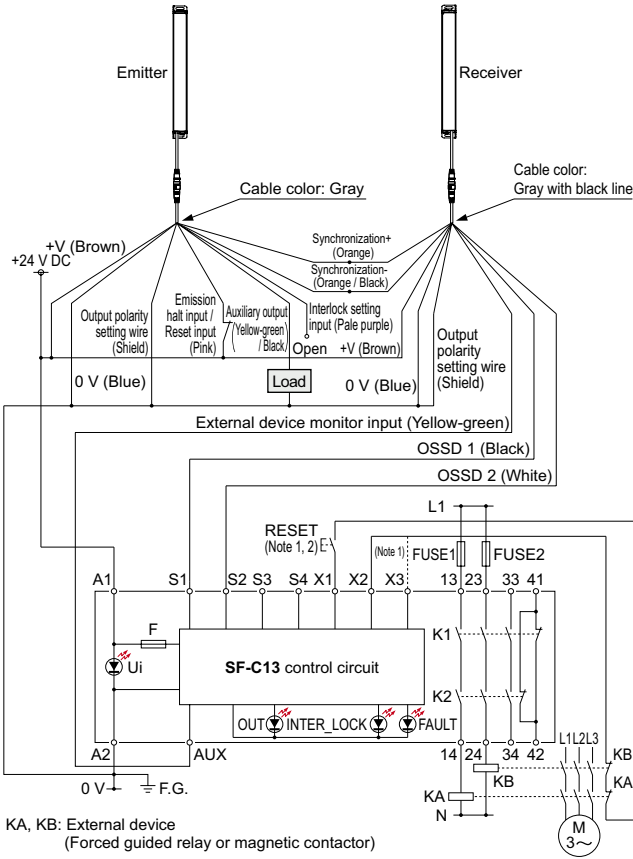 Emitter
Receiver
Cable color: Gray
Cable color:
Gray with black line
+V (Brown)
+24 V DC
Synchronization+
(Orange)
Synchronization-
(Orange / Black)
Output polarity
setting wire
(Shield)
Emission
halt input /
Reset input
(Pink)
Auxiliary output
(Yellow-green
/ Black)
Interlock setting
input (Pale purple)
Open
+V (Brown)
Output
polarity
setting wire
(Shield)
0 V (Blue)
Load
0 V (Blue)
External device monitor input (Yellow-green)
OSSD 1 (Black)
OSSD 2 (White)
L1
RESET
(Note 1, 2)
(Note 1)
FUSE1
FUSE2
A1 S1 S2 S3 S4 X1 X2 X3 13 23 33 41
F
K1
Ui
SF-C13 control circuit
K2
OUT INTER_LOCK FAULT
A2 AUX 14 24 34 42
L1 L2 L3
KB
KB
KA
0 V
F.G.
KA
N
M
3~
KA, KB: External device
(Forced guided relay or magnetic contactor)